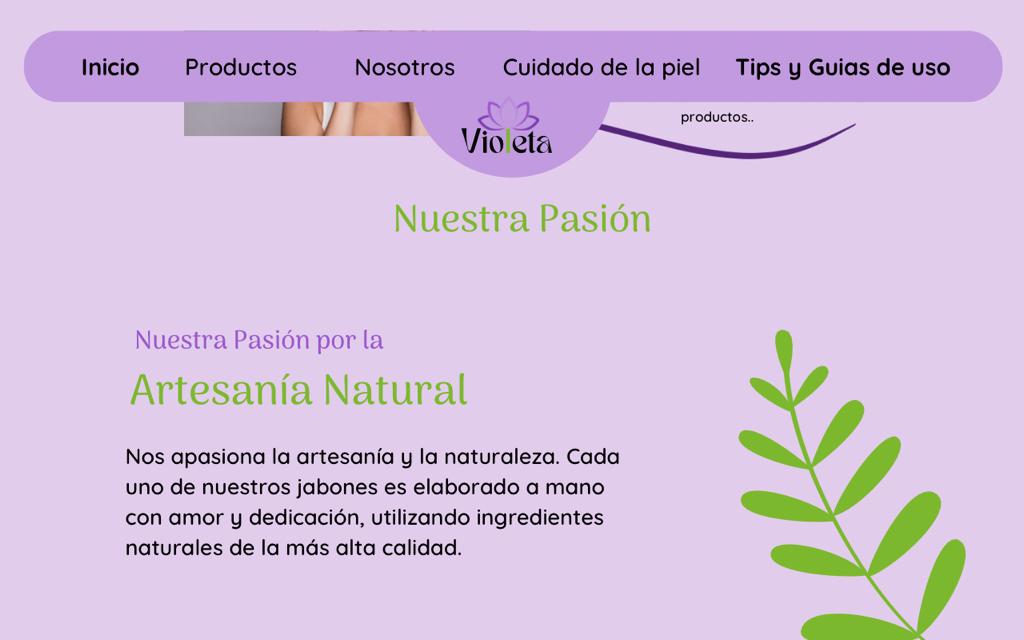 Inicio Productos Nosotros Cuidado de la piel Tips y Guias de uso
productos..
Violeta
Nuestra Pasión
Nuestra Pasión por la
Artesanía Natural
Nos apasiona la artesanía y la naturaleza. Cada
uno de nuestros jabones es elaborado a mano
con amor y dedicación, utilizando ingredientes
naturales de la más alta calidad.